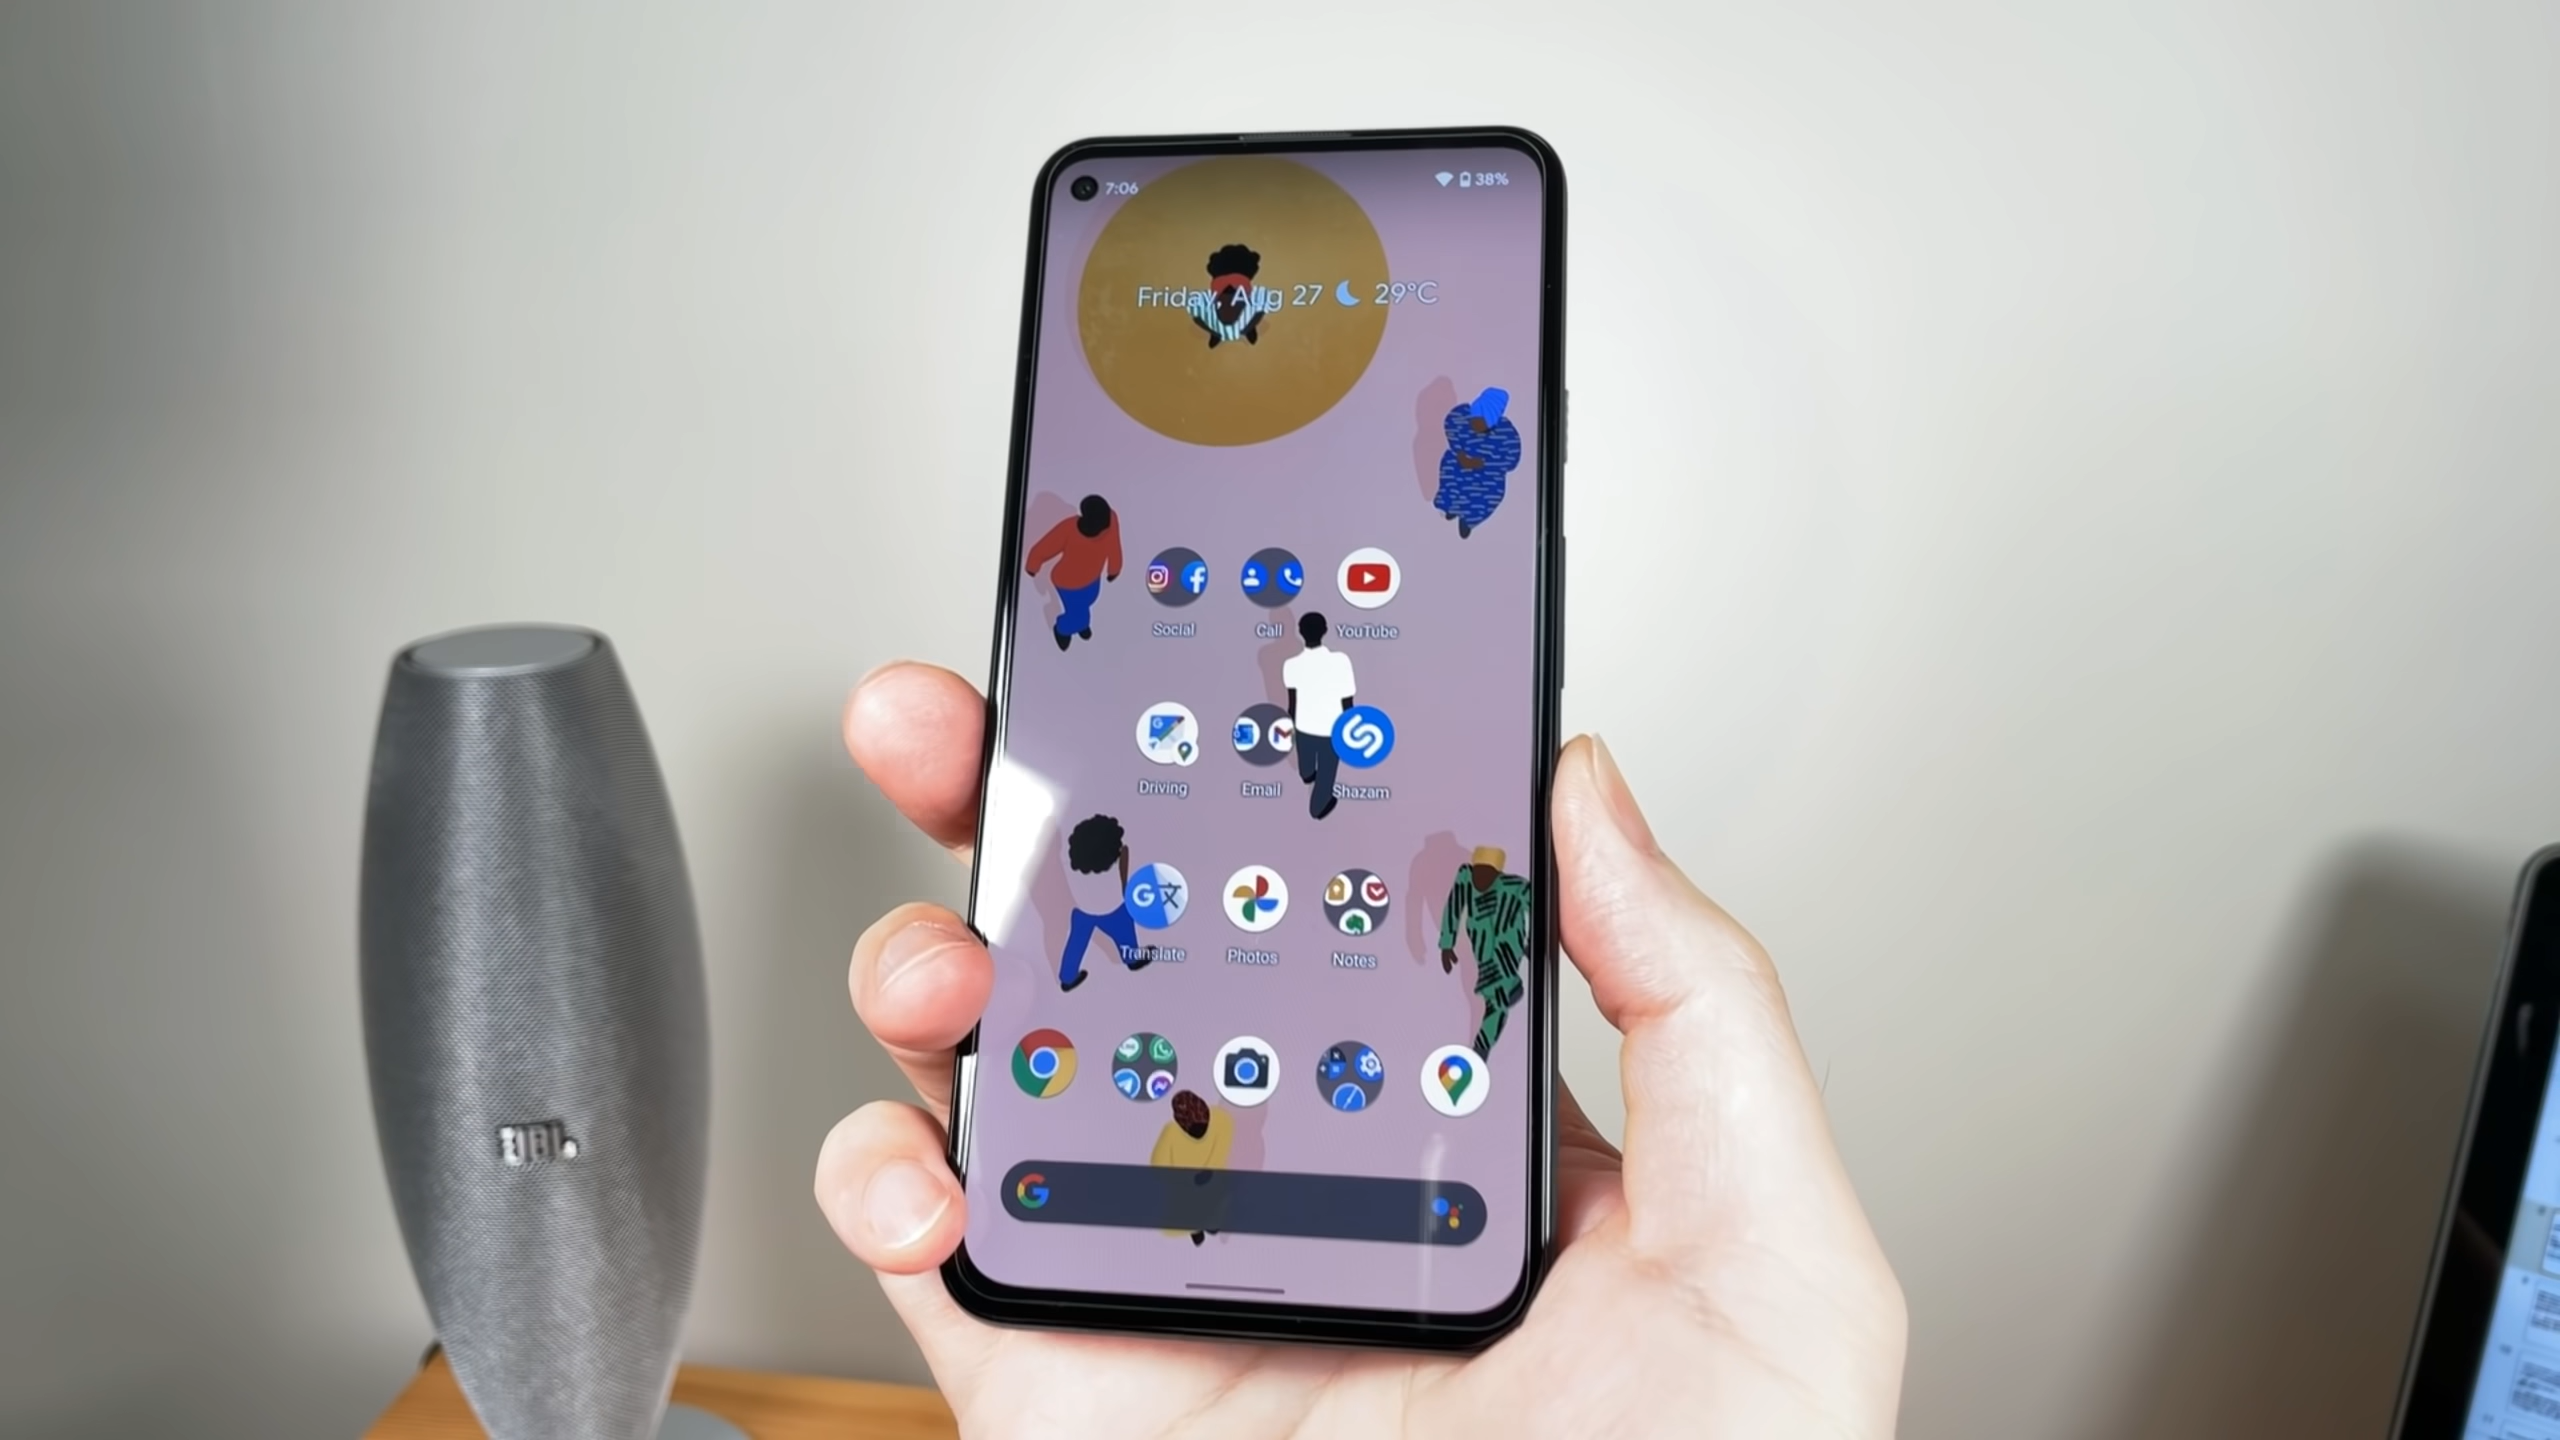 7:06
38%
Friday, Aug 27 29°C
Social Call YouTube
Driving Email Shazam
Translate Photos Notes
JBL